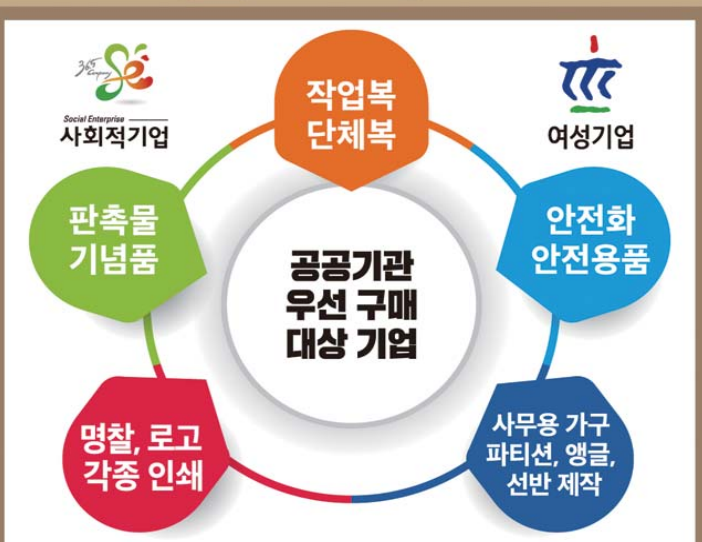 365
Company
Social Enterprise
사회적기업
여성기업
작업복
단체복
판촉물
기념품
안전화
안전용품
공공기관
우선 구매
대상 기업
명찰, 로고
각종 인쇄
사무용 가구
파티션, 앵글,
선반 제작